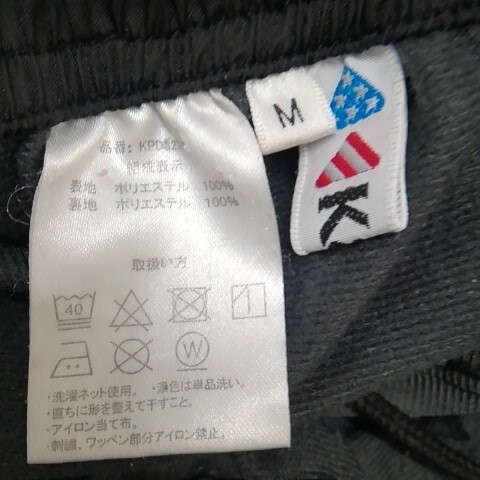 M
K
品番: KPD522
組成表示
表地 ポリエステル 100%
裏地 ポリエステル 100%
取扱い方
40
W
・洗濯ネット使用。・濃色は単品洗い。
・直ちに形を整えて干すこと。
・アイロン当て布。
・刺繍、ワッペン部分アイロン禁止。